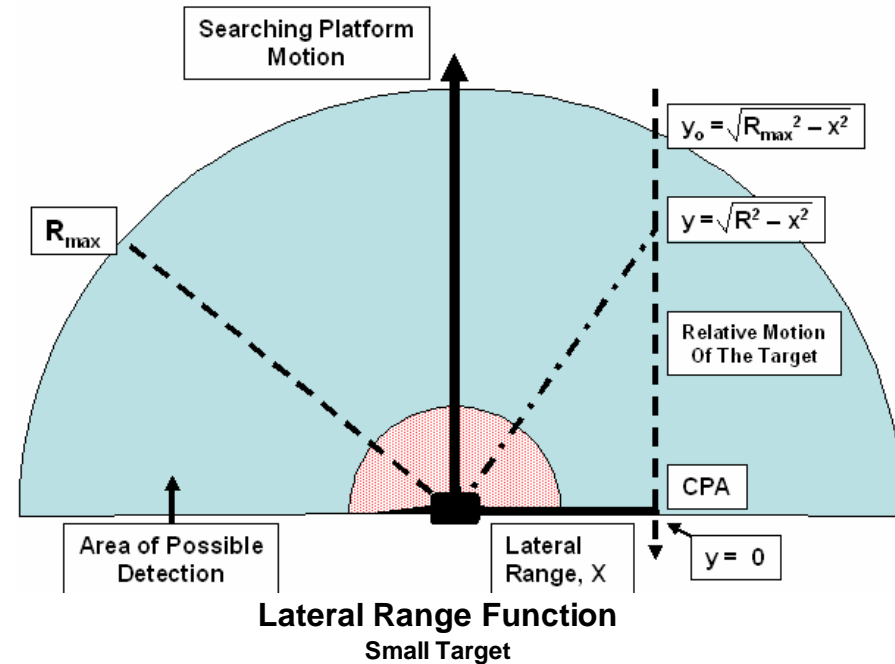 Searching Platform
Motion
y₀ = √(Rmax² – x²)
Rmax
y = √(R² – x²)
Relative Motion
Of The Target
CPA
Area of Possible
Detection
Lateral
Range, X
y = 0
Lateral Range Function
Small Target